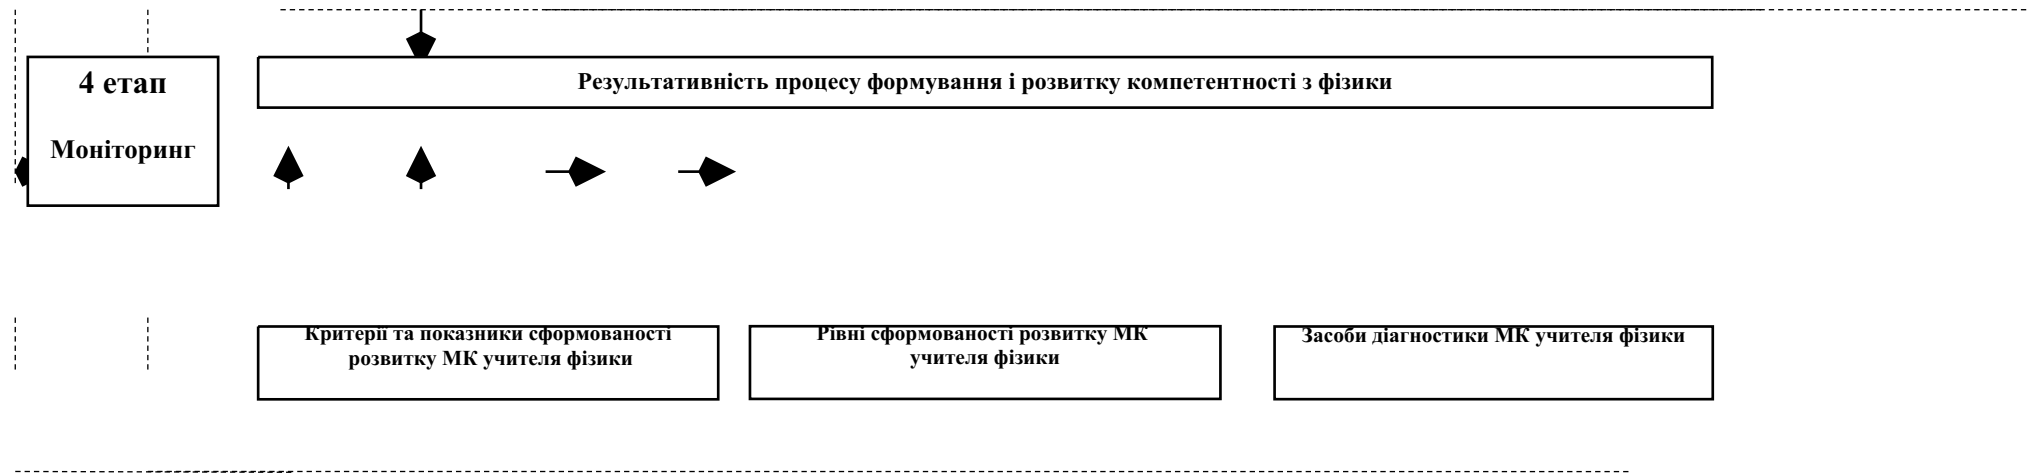 4 етап
Моніторинг
Результативність процесу формування і розвитку компетентності з фізики
Критерії та показники сформованості
розвитку МК учителя фізики
Рівні сформованості розвитку МК
учителя фізики
Засоби діагностики МК учителя фізики